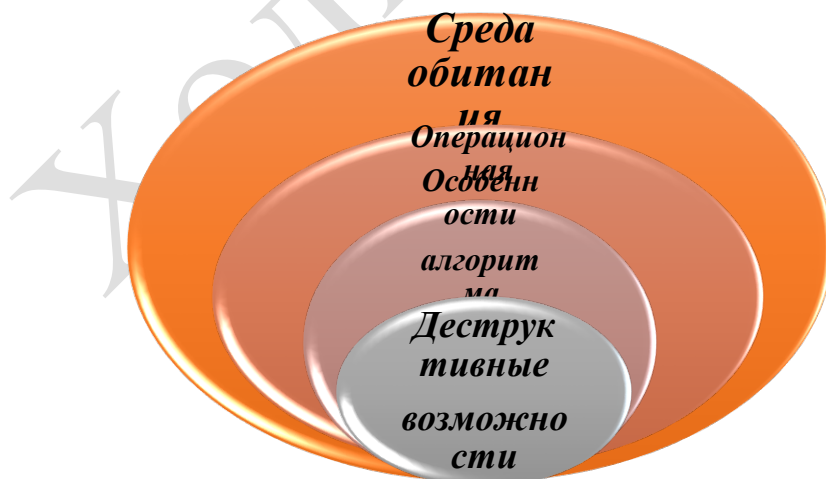 Среда
обитан
ия
Операцион
ная
Особенн
ости
алгорит
ма
Деструк
тивные
возможно
сти